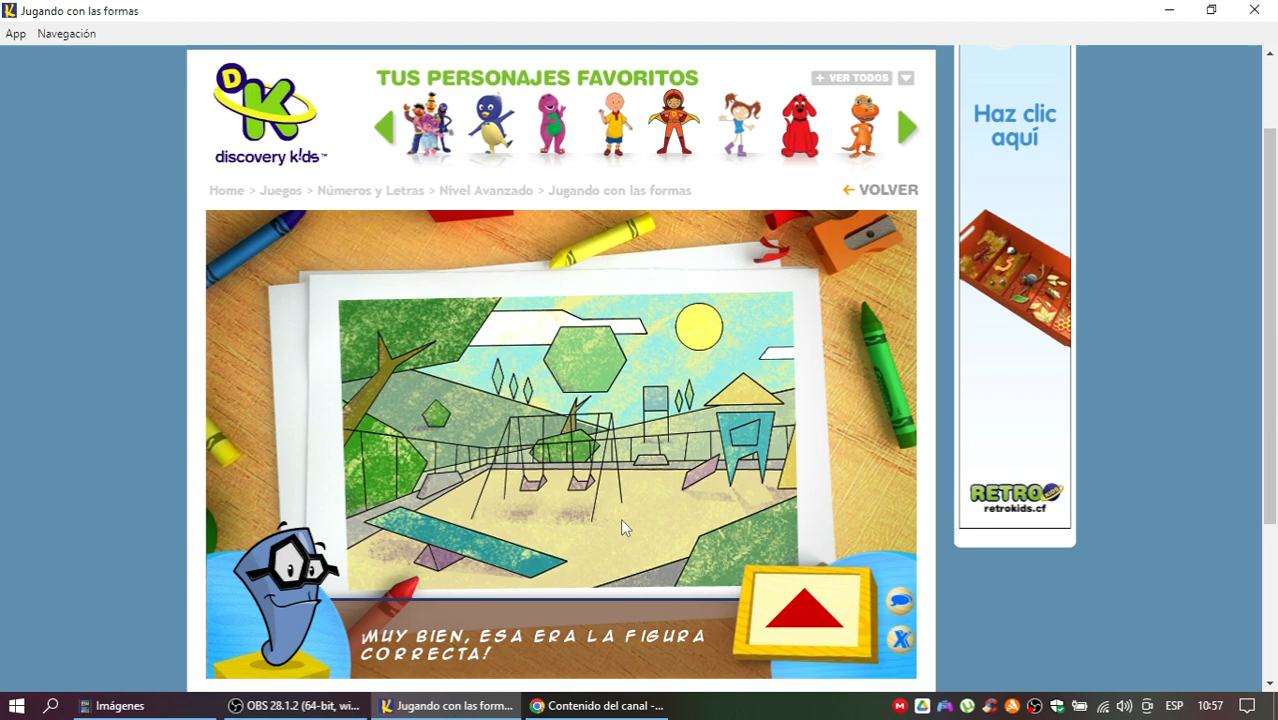 Jugando con las formas
App Navegación
TUS PERSONAJES FAVORITOS
+ VER TODOS
D
K
discovery k!ds™
Haz clic
aquí
Home > Juegos > Números y Letras > Nivel Avanzado > Jugando con las formas
VOLVER
RETRO
retrokids.cf
¡MUY BIEN, ESA ERA LA FIGURA
CORRECTA!
X
Imágenes
OBS 28.1.2 (64-bit, wi...
Jugando con las form...
Contenido del canal -...
ESP
10:57